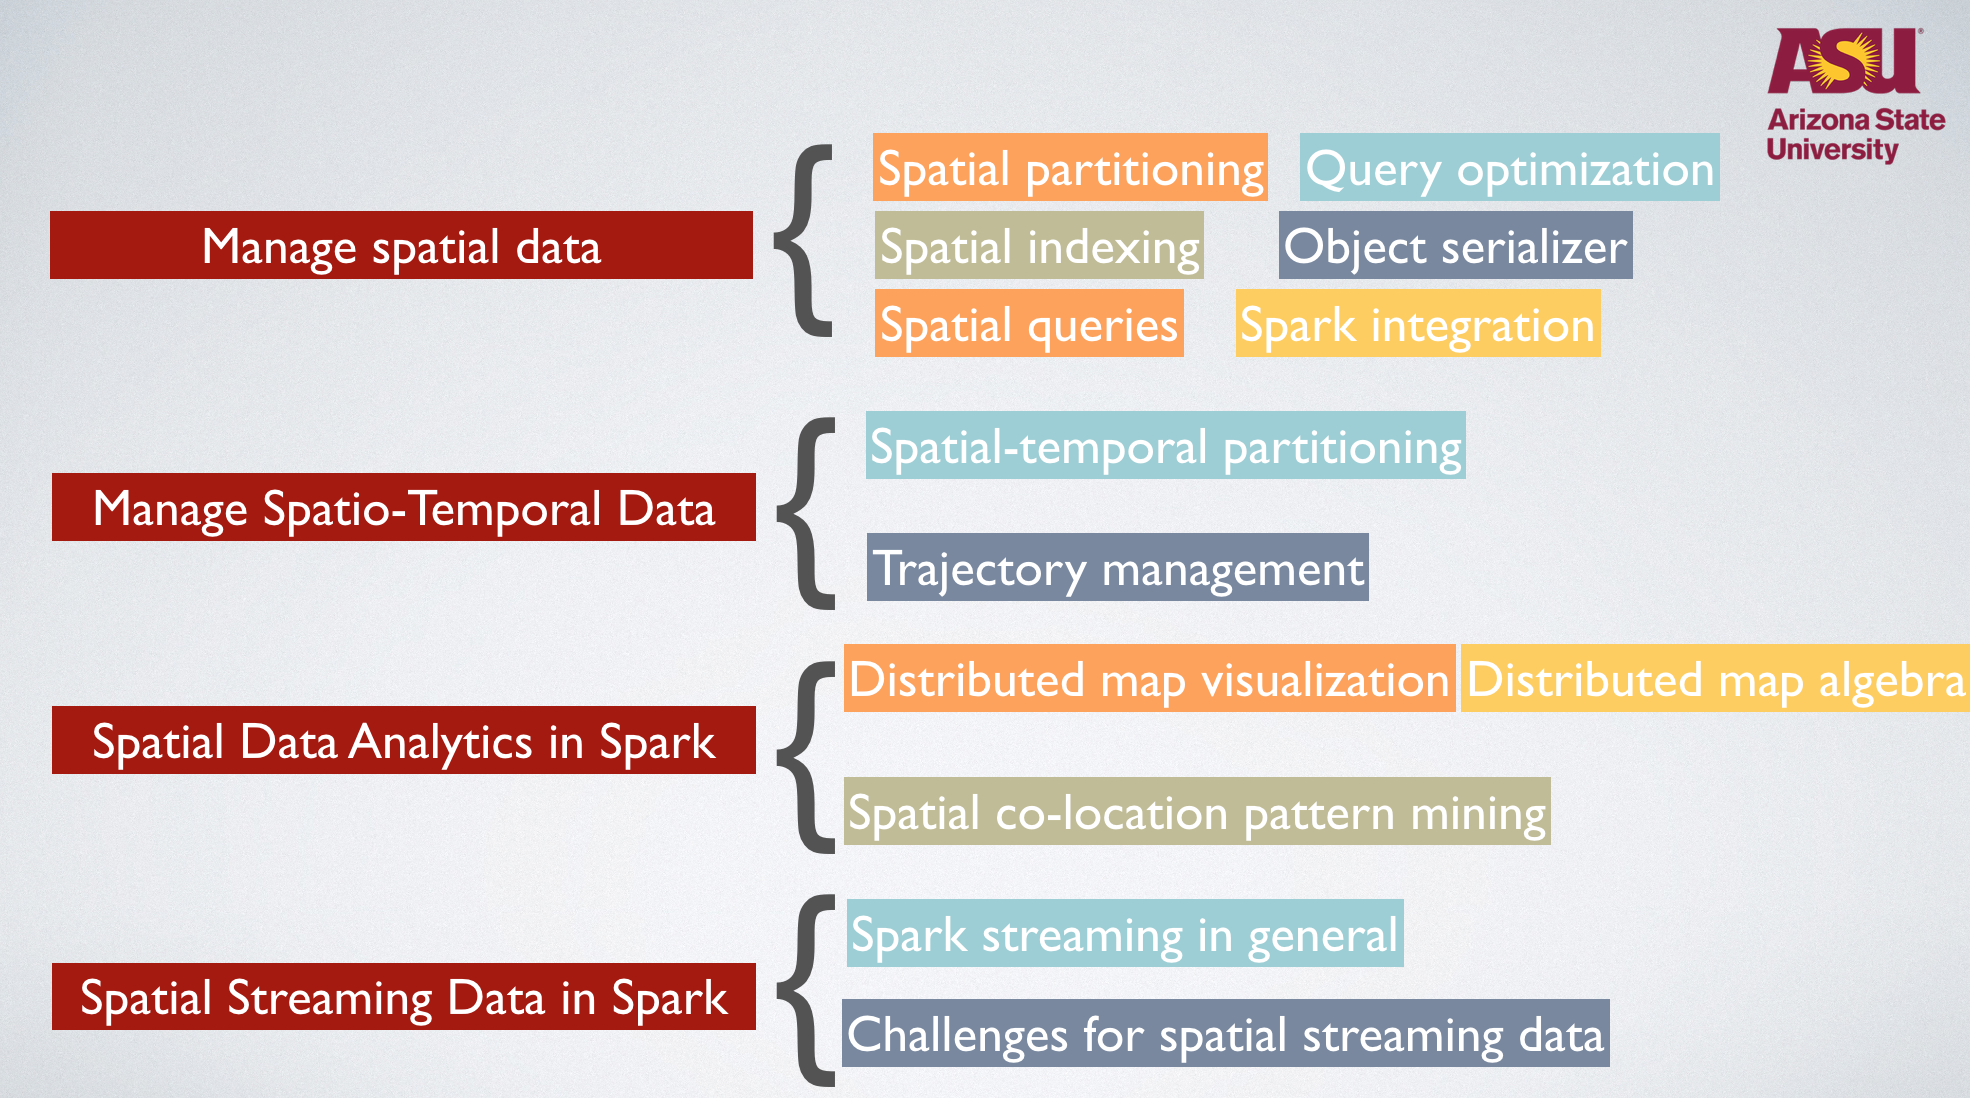 ASU
Arizona State
University
Manage spatial data
Spatial partitioning
Query optimization
Spatial indexing
Object serializer
Spatial queries
Spark integration
Manage Spatio-Temporal Data
Spatial-temporal partitioning
Trajectory management
Spatial Data Analytics in Spark
Distributed map visualization
Distributed map algebra
Spatial co-location pattern mining
Spatial Streaming Data in Spark
Spark streaming in general
Challenges for spatial streaming data